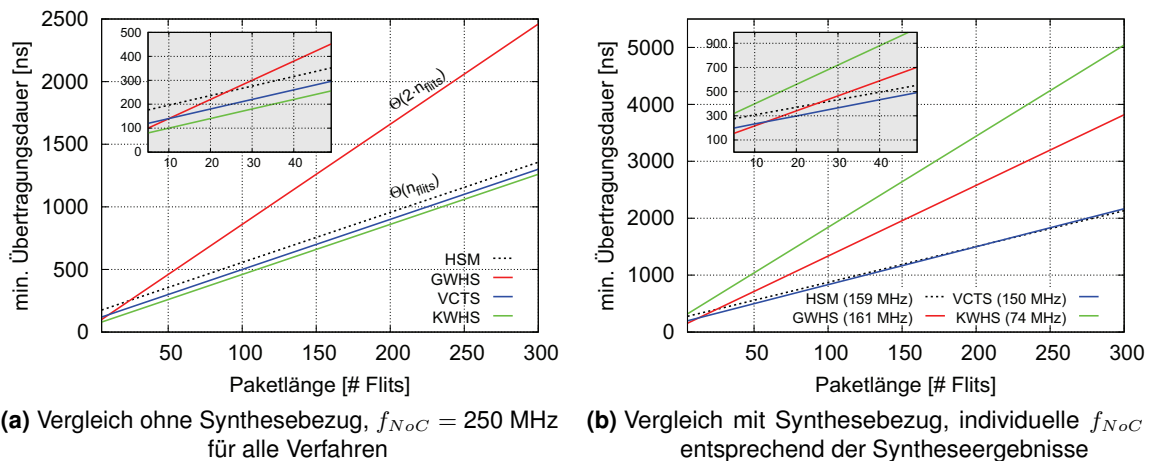 min. Übertragungsdauer [ns]
2500
2000
1500
1000
500
0
50 100 150 200 250 300
Paketlänge [# Flits]
500
400
300
200
100
0
10 20 30 40
Θ(2·n_flits)
Θ(n_flits)
HSM
GWHS
VCTS
KWHS
(a) Vergleich ohne Synthesebezug, f_NoC = 250 MHz
für alle Verfahren
min. Übertragungsdauer [ns]
5000
4000
3000
2000
1000
0
50 100 150 200 250 300
Paketlänge [# Flits]
900
700
500
300
100
10 20 30 40
HSM (159 MHz) VCTS (150 MHz)
GWHS (161 MHz) KWHS (74 MHz)
(b) Vergleich mit Synthesebezug, individuelle f_NoC
entsprechend der Syntheseergebnisse